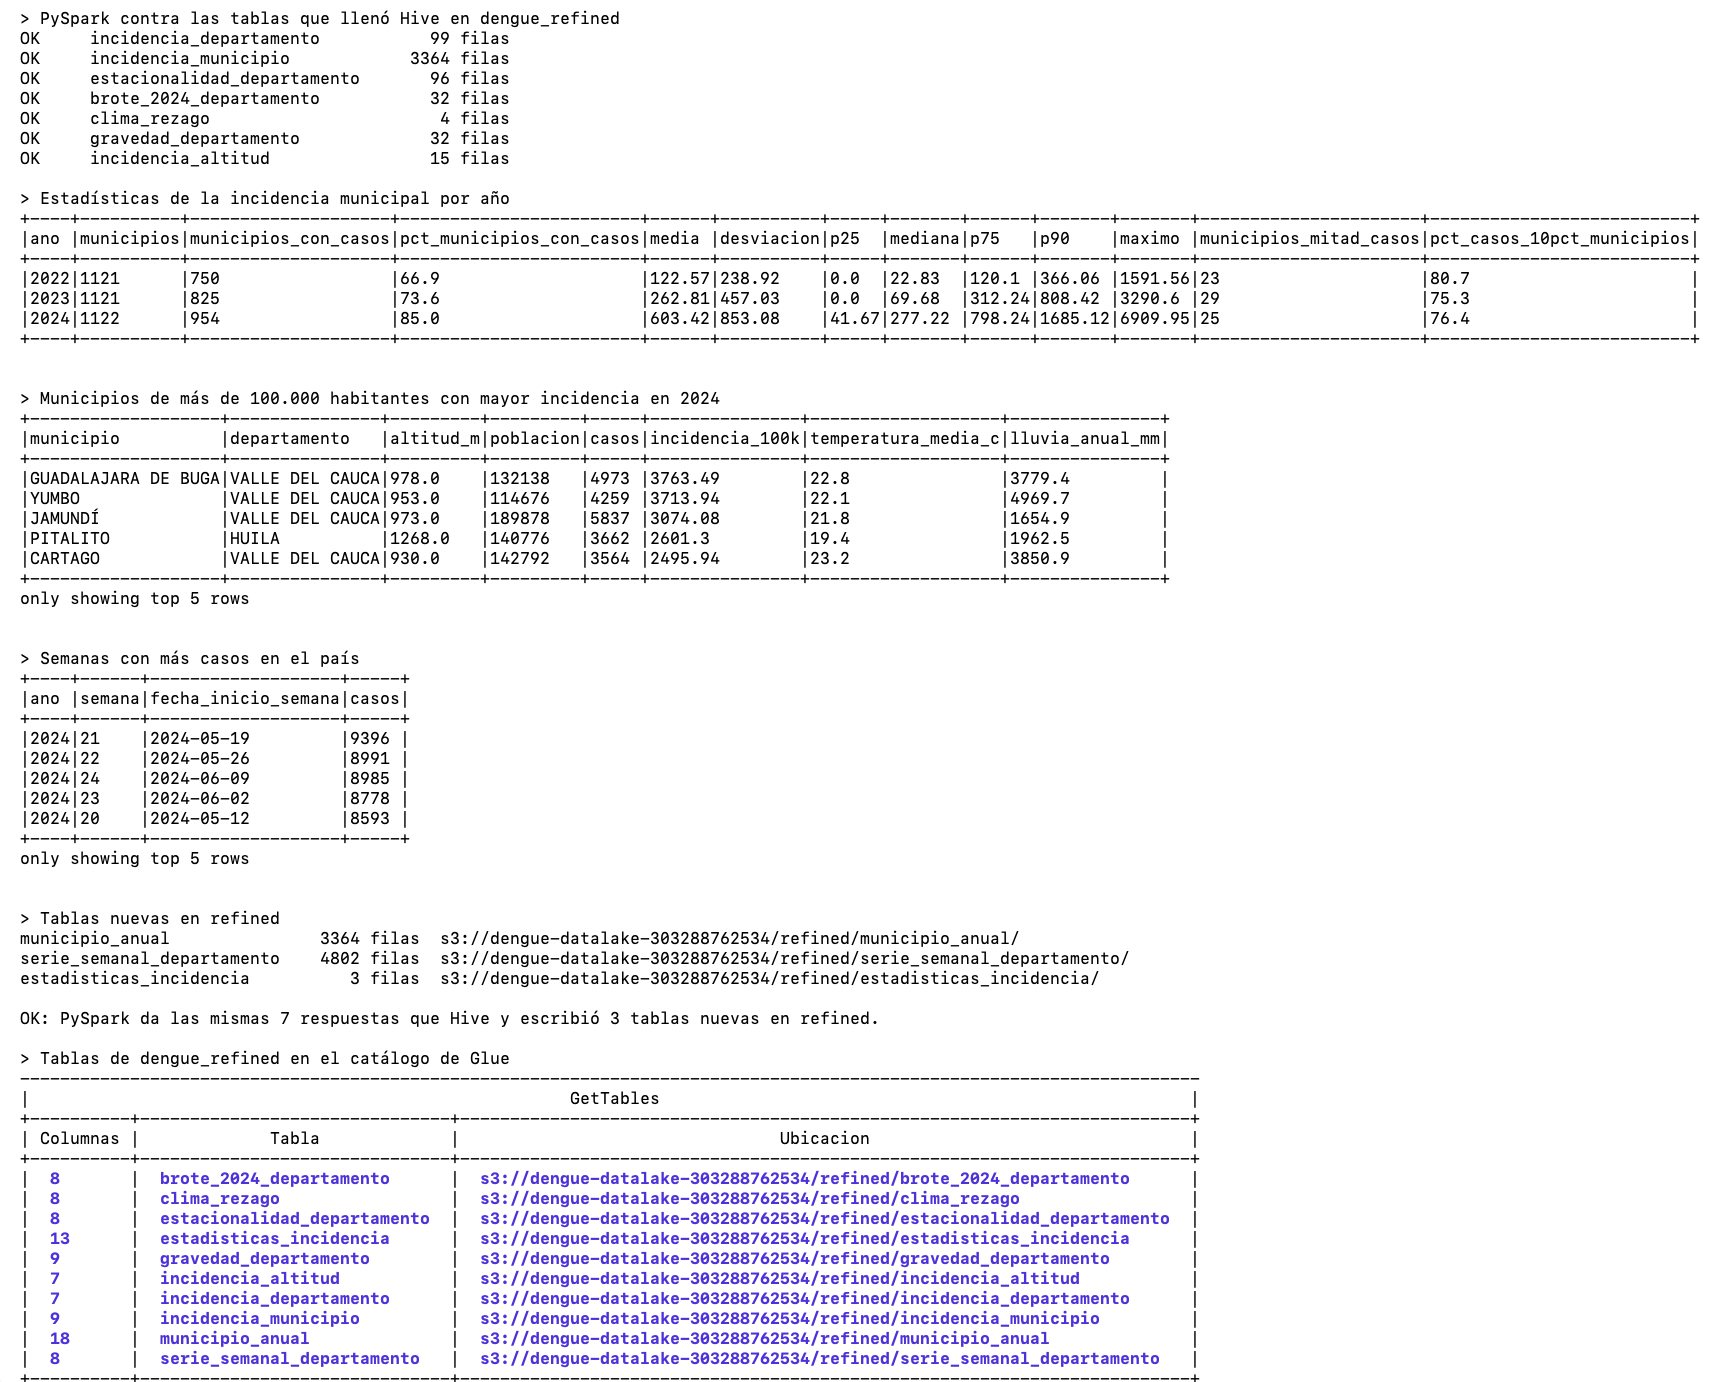 > PySpark contra las tablas que llenó Hive en dengue_refined
OK     incidencia_departamento           99 filas
OK     incidencia_municipio            3364 filas
OK     estacionalidad_departamento       96 filas
OK     brote_2024_departamento           32 filas
OK     clima_rezago                       4 filas
OK     gravedad_departamento             32 filas
OK     incidencia_altitud                15 filas

> Estadísticas de la incidencia municipal por año
+----+----------+--------------------+------------------------+------+----------+-----+-------+------+-------+-------+----------------------+--------------------------+
|ano |municipios|municipios_con_casos|pct_municipios_con_casos|media |desviacion|p25  |mediana|p75   |p90    |maximo |municipios_mitad_casos|pct_casos_10pct_municipios|
+----+----------+--------------------+------------------------+------+----------+-----+-------+------+-------+-------+----------------------+--------------------------+
|2022|1121      |750                 |66.9                    |122.57|238.92    |0.0  |22.83  |120.1 |366.06 |1591.56|23                    |80.7                      |
|2023|1121      |825                 |73.6                    |262.81|457.03    |0.0  |69.68  |312.24|808.42 |3290.6 |29                    |75.3                      |
|2024|1122      |954                 |85.0                    |603.42|853.08    |41.67|277.22 |798.24|1685.12|6909.95|25                    |76.4                      |
+----+----------+--------------------+------------------------+------+----------+-----+-------+------+-------+-------+----------------------+--------------------------+

> Municipios de más de 100.000 habitantes con mayor incidencia en 2024
+-------------------+---------------+---------+---------+-----+---------------+-------------------+---------------+
|municipio          |departamento   |altitud_m|poblacion|casos|incidencia_100k|temperatura_media_c|lluvia_anual_mm|
+-------------------+---------------+---------+---------+-----+---------------+-------------------+---------------+
|GUADALAJARA DE BUGA|VALLE DEL CAUCA|978.0    |132138   |4973 |3763.49        |22.8               |3779.4         |
|YUMBO              |VALLE DEL CAUCA|953.0    |114676   |4259 |3713.94        |22.1               |4969.7         |
|JAMUNDÍ            |VALLE DEL CAUCA|973.0    |189878   |5837 |3074.08        |21.8               |1654.9         |
|PITALITO           |HUILA          |1268.0   |140776   |3662 |2601.3         |19.4               |1962.5         |
|CARTAGO            |VALLE DEL CAUCA|930.0    |142792   |3564 |2495.94        |23.2               |3850.9         |
+-------------------+---------------+---------+---------+-----+---------------+-------------------+---------------+
only showing top 5 rows

> Semanas con más casos en el país
+----+------+-------------------+-----+
|ano |semana|fecha_inicio_semana|casos|
+----+------+-------------------+-----+
|2024|21    |2024-05-19         |9396 |
|2024|22    |2024-05-26         |8991 |
|2024|24    |2024-06-09         |8985 |
|2024|23    |2024-06-02         |8778 |
|2024|20    |2024-05-12         |8593 |
+----+------+-------------------+-----+
only showing top 5 rows

> Tablas nuevas en refined
municipio_anual               3364 filas  s3://dengue-datalake-303288762534/refined/municipio_anual/
serie_semanal_departamento    4802 filas  s3://dengue-datalake-303288762534/refined/serie_semanal_departamento/
estadisticas_incidencia          3 filas  s3://dengue-datalake-303288762534/refined/estadisticas_incidencia/

OK: PySpark da las mismas 7 respuestas que Hive y escribió 3 tablas nuevas en refined.

> Tablas de dengue_refined en el catálogo de Glue
----------------------------------------------------------------------------------------------------------------------
|                                                      GetTables                                                     |
+----------+-------------------------------+-------------------------------------------------------------------------+
| Columnas |             Tabla             |                                Ubicacion                                |
+----------+-------------------------------+-------------------------------------------------------------------------+
|  8       |  brote_2024_departamento      |  s3://dengue-datalake-303288762534/refined/brote_2024_departamento      |
|  8       |  clima_rezago                 |  s3://dengue-datalake-303288762534/refined/clima_rezago                 |
|  8       |  estacionalidad_departamento  |  s3://dengue-datalake-303288762534/refined/estacionalidad_departamento  |
|  13      |  estadisticas_incidencia      |  s3://dengue-datalake-303288762534/refined/estadisticas_incidencia      |
|  9       |  gravedad_departamento        |  s3://dengue-datalake-303288762534/refined/gravedad_departamento        |
|  7       |  incidencia_altitud           |  s3://dengue-datalake-303288762534/refined/incidencia_altitud           |
|  7       |  incidencia_departamento      |  s3://dengue-datalake-303288762534/refined/incidencia_departamento      |
|  9       |  incidencia_municipio         |  s3://dengue-datalake-303288762534/refined/incidencia_municipio         |
|  18      |  municipio_anual              |  s3://dengue-datalake-303288762534/refined/municipio_anual              |
|  8       |  serie_semanal_departamento   |  s3://dengue-datalake-303288762534/refined/serie_semanal_departamento   |
+----------+-------------------------------+-------------------------------------------------------------------------+